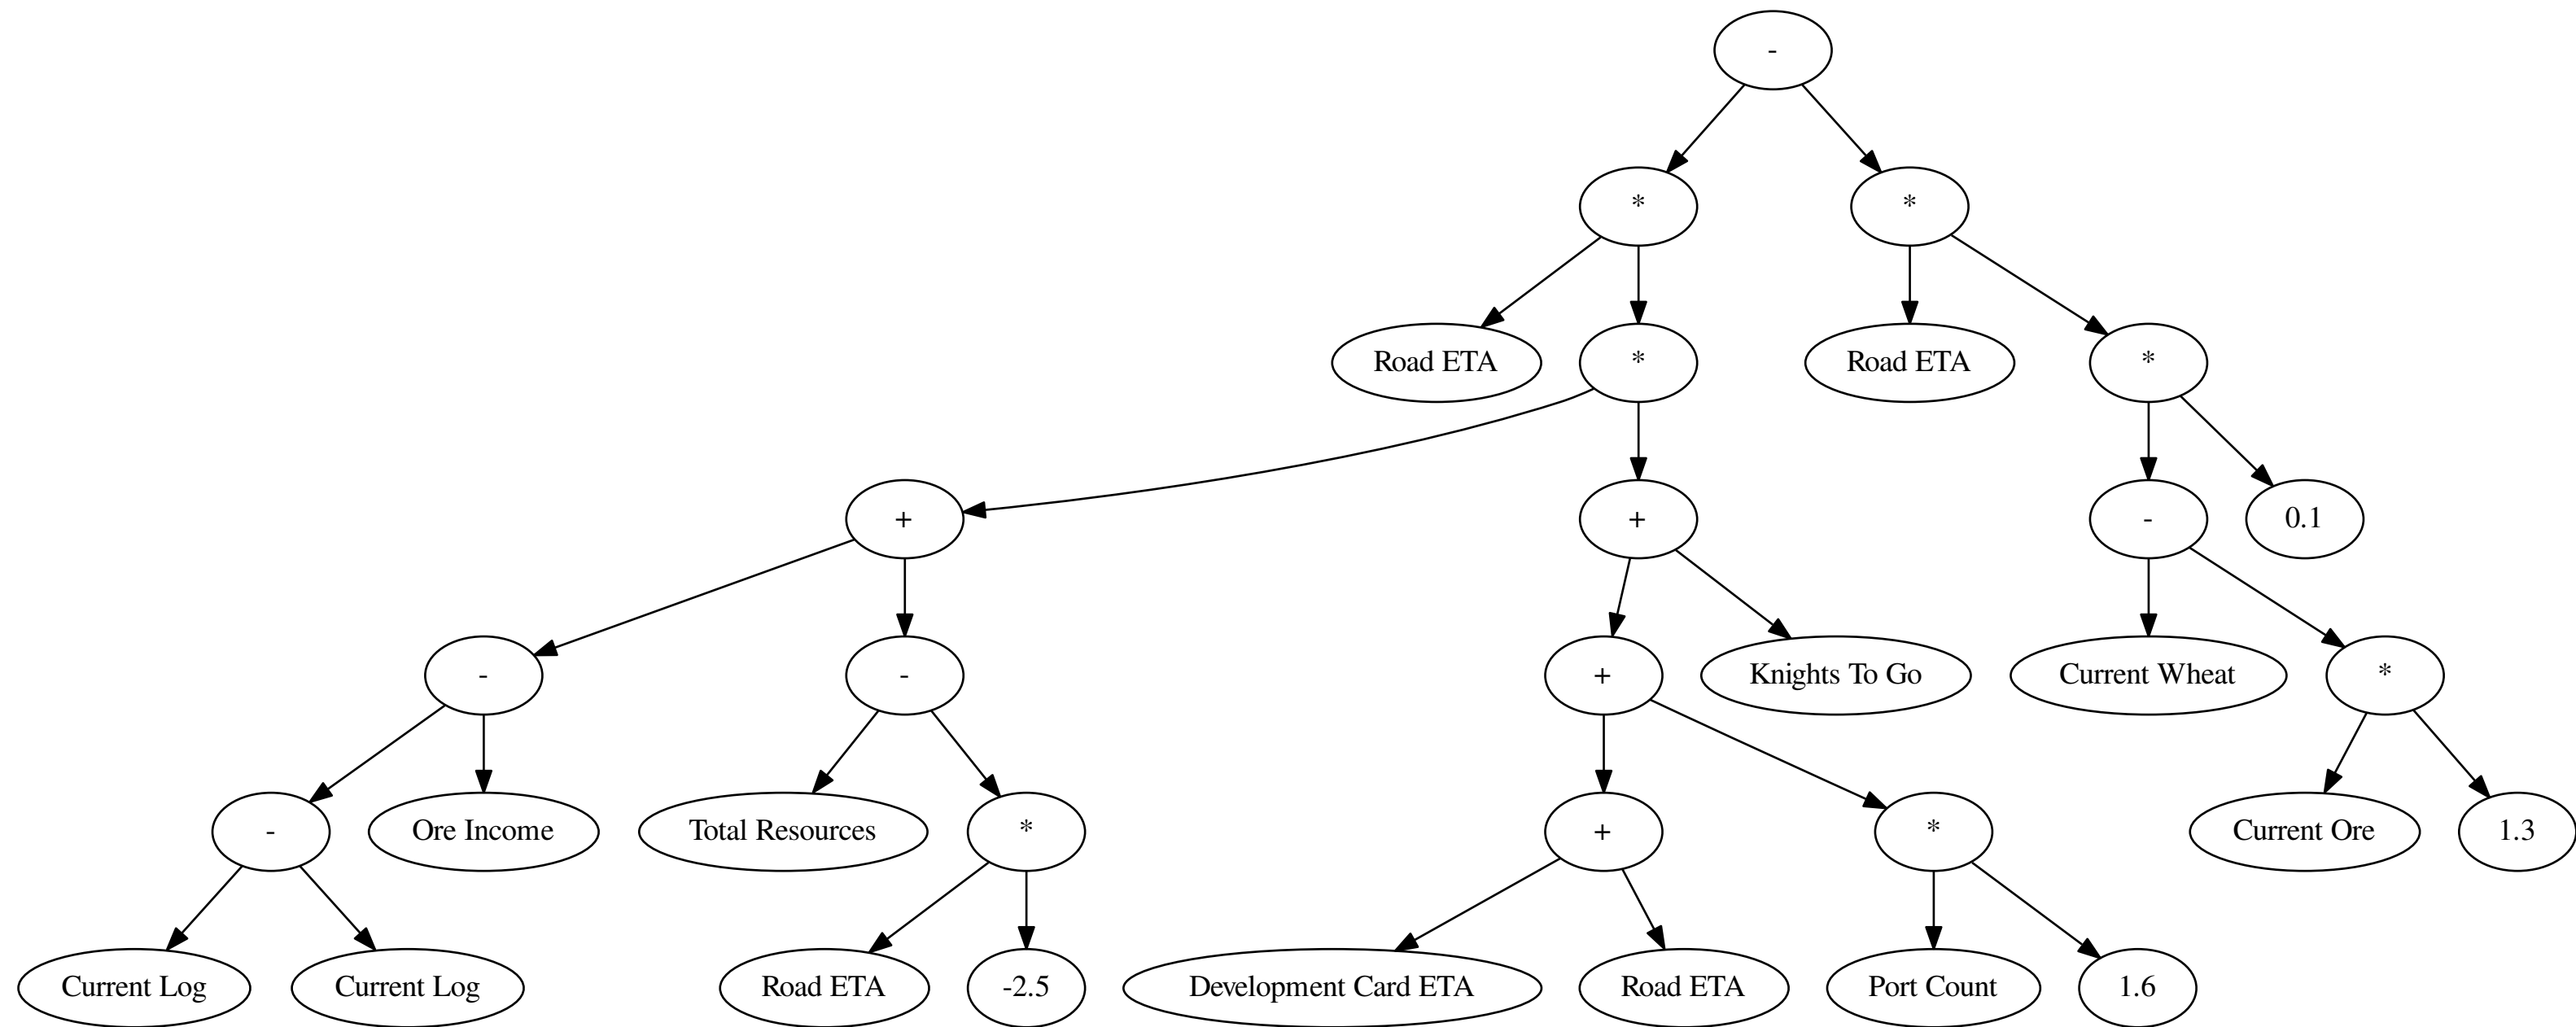 -
*
*
Road ETA
*
Road ETA
*
+
+
-
0.1
-
-
+
Knights To Go
Current Wheat
*
-
Ore Income
Total Resources
*
+
*
Current Ore
1.3
Current Log
Current Log
Road ETA
-2.5
Development Card ETA
Road ETA
Port Count
1.6